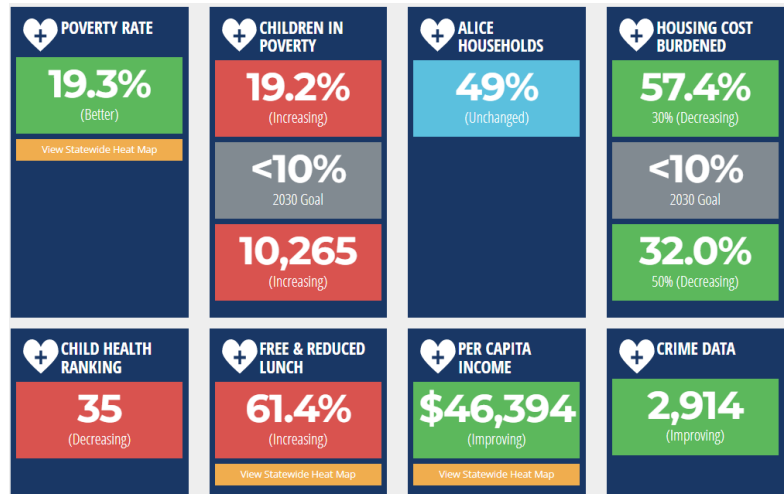 POVERTY RATE
19.3%
(Better)
View Statewide Heat Map
CHILDREN IN
POVERTY
19.2%
(Increasing)
<10%
2030 Goal
10,265
(Increasing)
ALICE
HOUSEHOLDS
49%
(Unchanged)
HOUSING COST
BURDENED
57.4%
30% (Decreasing)
<10%
2030 Goal
32.0%
50% (Decreasing)
CHILD HEALTH
RANKING
35
(Decreasing)
FREE & REDUCED
LUNCH
61.4%
(Increasing)
View Statewide Heat Map
PER CAPITA
INCOME
$46,394
(Improving)
View Statewide Heat Map
CRIME DATA
2,914
(Improving)